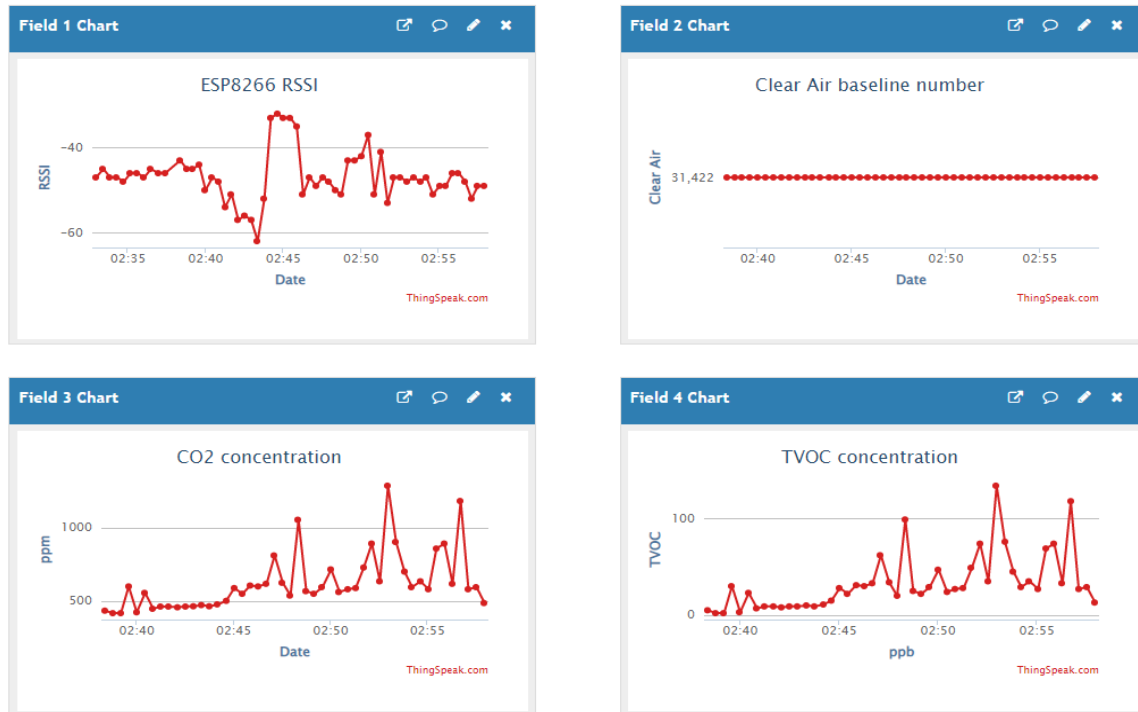 Field 1 Chart
ESP8266 RSSI
RSSI
-40
-60
02:35 02:40 02:45 02:50 02:55
Date
ThingSpeak.com
Field 2 Chart
Clear Air baseline number
Clear Air
31,422
02:40 02:45 02:50 02:55
Date
ThingSpeak.com
Field 3 Chart
CO2 concentration
ppm
1000
500
02:40 02:45 02:50 02:55
Date
ThingSpeak.com
Field 4 Chart
TVOC concentration
TVOC
100
0
02:40 02:45 02:50 02:55
ppb
ThingSpeak.com